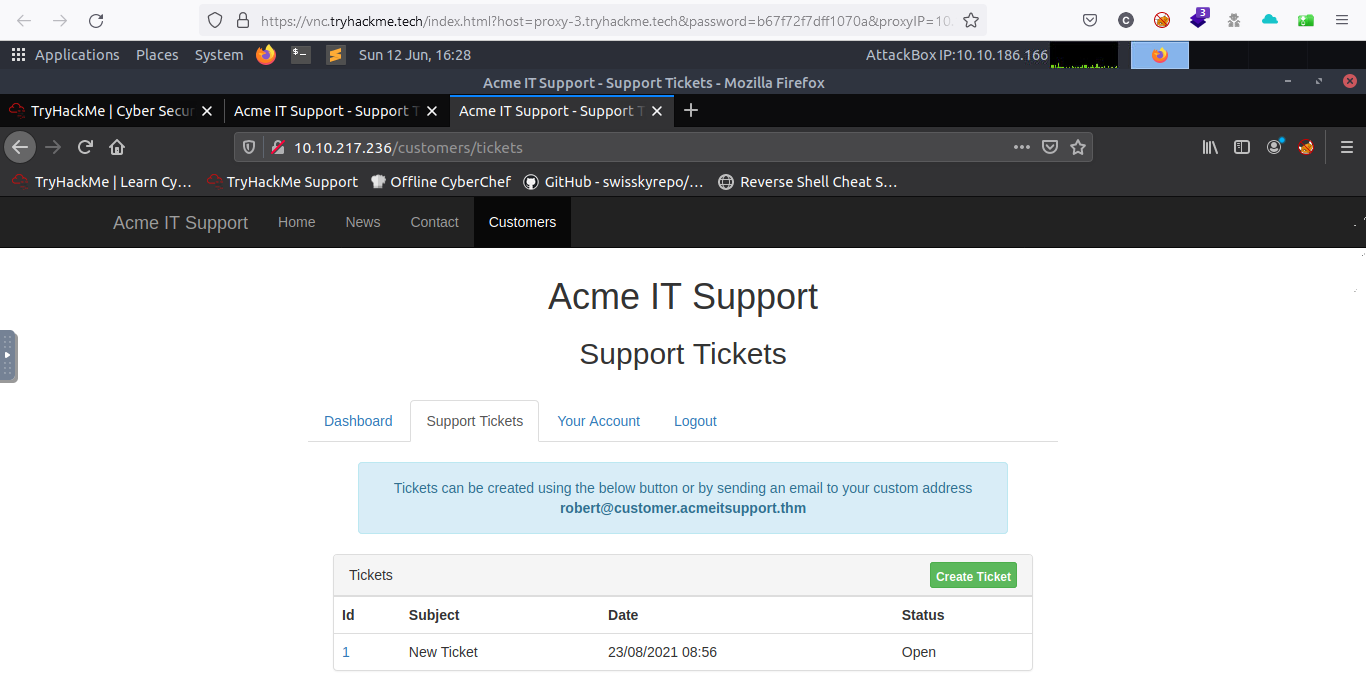 https://vnc.tryhackme.tech/index.html?host=proxy-3.tryhackme.tech&password=b67f72f7dff1070a&proxyIP=10.
3
Applications Places System Sun 12 Jun, 16:28 AttackBox IP:10.10.186.166
Acme IT Support - Support Tickets - Mozilla Firefox
TryHackMe | Cyber Secur Acme IT Support - Support T Acme IT Support - Support T
10.10.217.236/customers/tickets
TryHackMe | Learn Cy... TryHackMe Support Offline CyberChef GitHub - swisskyrepo/... Reverse Shell Cheat S...
Acme IT Support Home News Contact Customers
Acme IT Support
Support Tickets
Dashboard Support Tickets Your Account Logout
Tickets can be created using the below button or by sending an email to your custom address
robert@customer.acmeitsupport.thm
Tickets Create Ticket
Id Subject Date Status
1 New Ticket 23/08/2021 08:56 Open